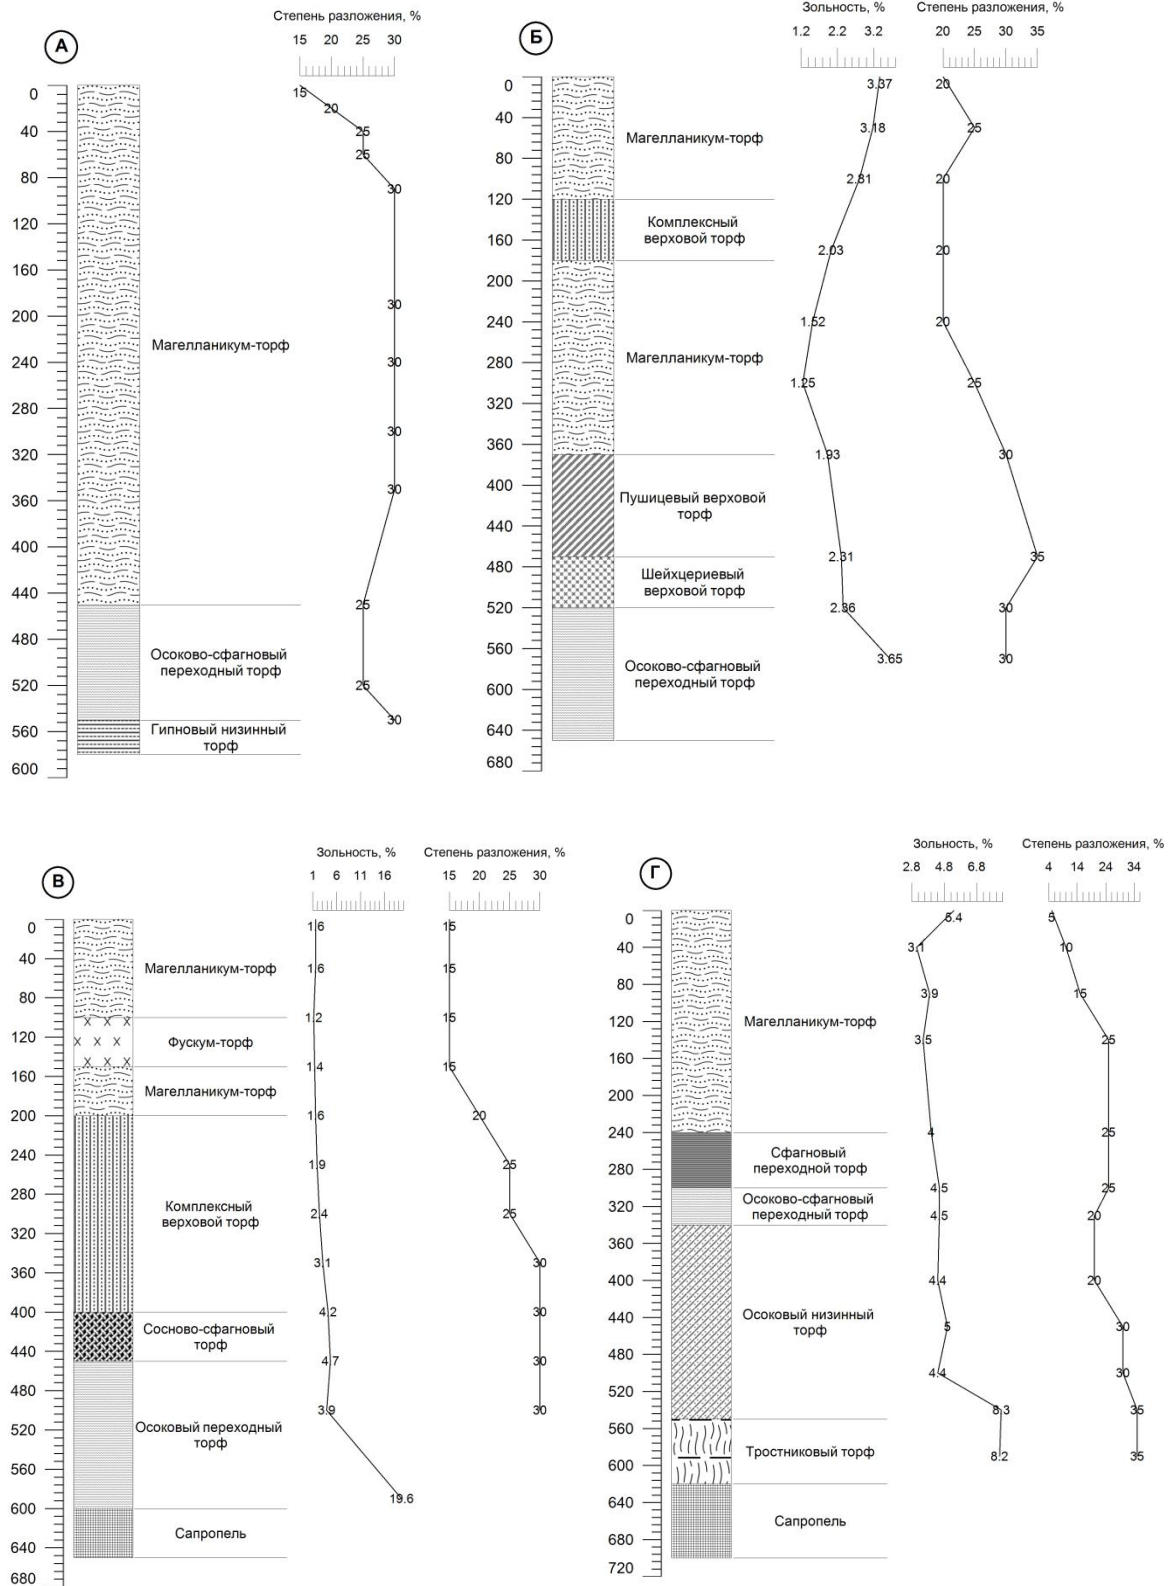 А
Степень разложения, %
15 20 25 30
0
40
80
120
160
200
240
280
320
360
400
440
480
520
560
600
Магелланикум-торф
Осоково-сфагновый
переходный торф
Гипновый низинный
торф
15
20
25
25
30
30
30
30
30
25
25
30
Б
Зольность, %
1.2 2.2 3.2
Степень разложения, %
20 25 30 35
0
40
80
120
160
200
240
280
320
360
400
440
480
520
560
600
640
680
Магелланикум-торф
Комплексный
верховой торф
Магелланикум-торф
Пушицевый верховой
торф
Шейхцериевый
верховой торф
Осоково-сфагновый
переходный торф
3.37
3.18
2.81
2.03
1.52
1.25
1.93
2.31
2.36
3.65
20
25
20
20
20
25
30
35
30
30
В
Зольность, %
1 6 11 16
Степень разложения, %
15 20 25 30
0
40
80
120
160
200
240
280
320
360
400
440
480
520
560
600
640
680
Магелланикум-торф
Фускум-торф
Магелланикум-торф
Комплексный
верховой торф
Сосново-сфагновый
торф
Осоковый переходный
торф
Сапропель
1.6
1.6
1.2
1.4
1.6
1.9
2.4
3.1
4.2
4.7
3.9
19.6
15
15
15
15
20
25
25
30
30
30
30
Г
Зольность, %
2.8 4.8 6.8
Степень разложения, %
4 14 24 34
0
40
80
120
160
200
240
280
320
360
400
440
480
520
560
600
640
680
720
Магелланикум-торф
Сфагновый
переходной торф
Осоково-сфагновый
переходный торф
Осоковый низинный
торф
Тростниковый торф
Сапропель
5.4
3.1
3.9
3.5
4
4.5
4.5
4.4
5
4.4
8.3
8.2
5
10
15
25
25
25
20
20
30
30
35
35